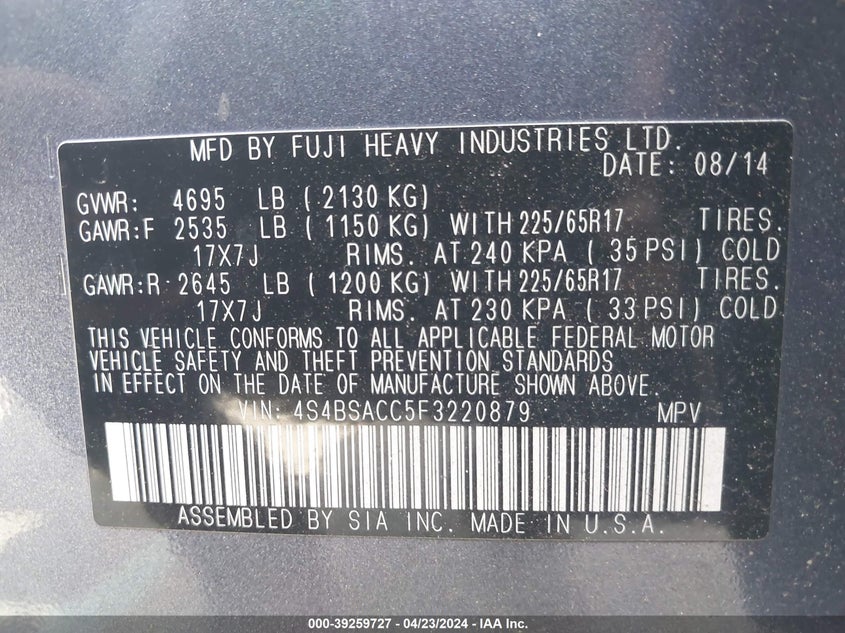 MFD BY FUJI HEAVY INDUSTRIES LTD.
DATE: 08/14
GVWR: 4695 LB ( 2130 KG)
GAWR:F 2535 LB ( 1150 KG) WITH 225/65R17 TIRES.
17X7J RIMS. AT 240 KPA ( 35 PSI) COLD
GAWR:R 2645 LB ( 1200 KG) WITH 225/65R17 TIRES.
17X7J RIMS. AT 230 KPA ( 33 PSI) COLD
THIS VEHICLE CONFORMS TO ALL APPLICABLE FEDERAL MOTOR
VEHICLE SAFETY AND THEFT PREVENTION STANDARDS
IN EFFECT ON THE DATE OF MANUFACTURE SHOWN ABOVE.
VIN: 4S4BSACC5F3220879 MPV
ASSEMBLED BY SIA INC. MADE IN U.S.A.
000-39259727 - 04/23/2024 - IAA Inc.